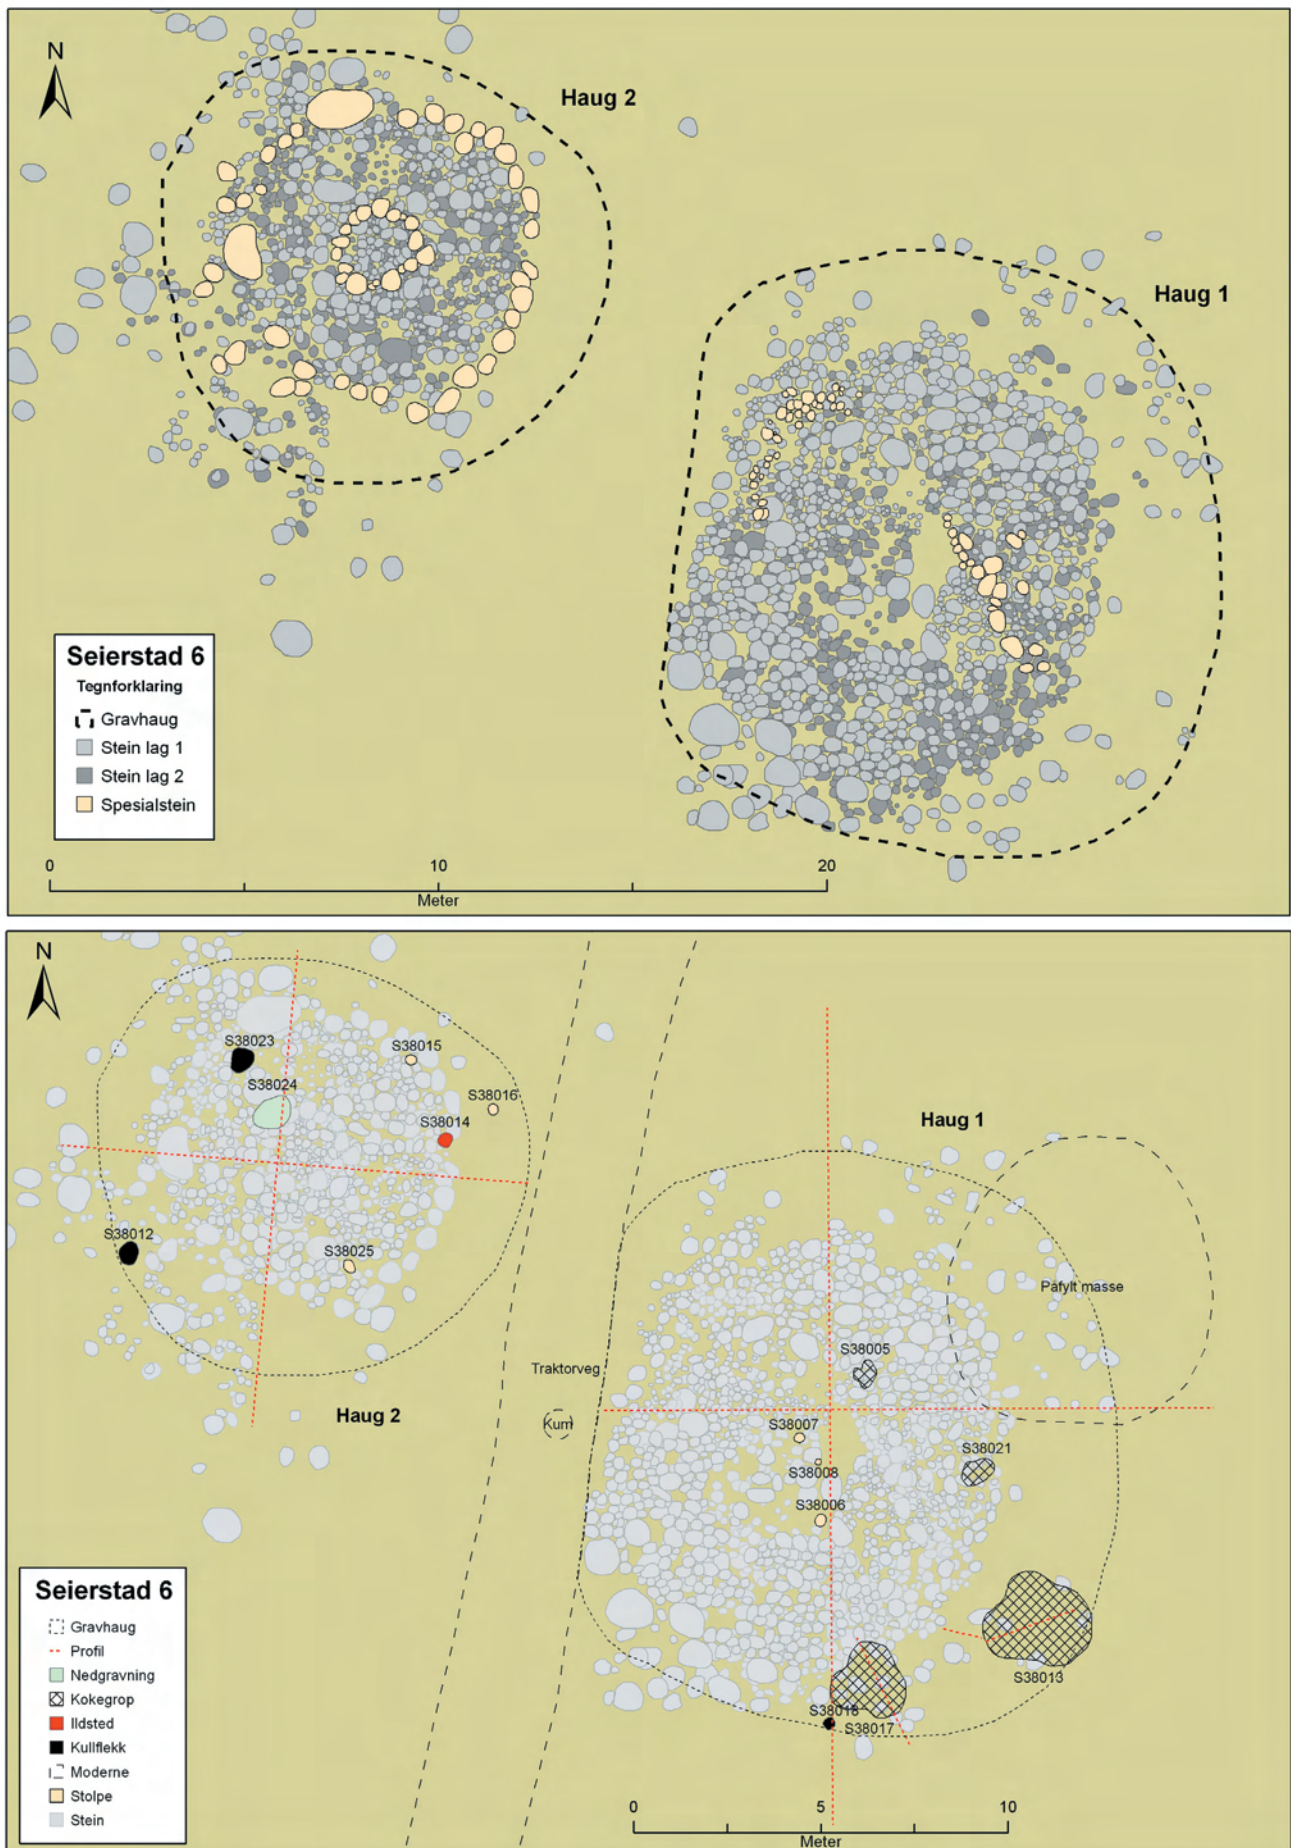 N
Haug 2
Haug 1
Seierstad 6
Tegnforklaring
Gravhaug
Stein lag 1
Stein lag 2
Spesialstein
0 10 20
Meter
N
S38023
S38015
S38024
S38016
S38014
Haug 1
S38012
S38025
Påfylt masse
Traktorveg
S38005
Haug 2
Kum
S38007
S38021
S38008
S38006
Seierstad 6
Gravhaug
Profil
Nedgravning
Kokegrop
Ildsted
Kullflekk
Moderne
Stolpe
Stein
S38013
S38018
S38017
0 5 10
Meter